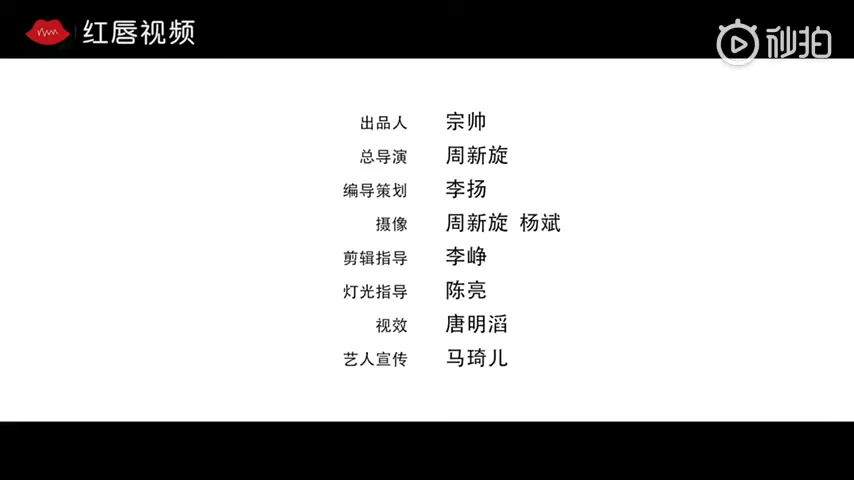 红唇视频
秒拍
出品人 宗帅
总导演 周新旋
编导策划 李扬
摄像 周新旋 杨斌
剪辑指导 李峥
灯光指导 陈亮
视效 唐明滔
艺人宣传 马琦儿